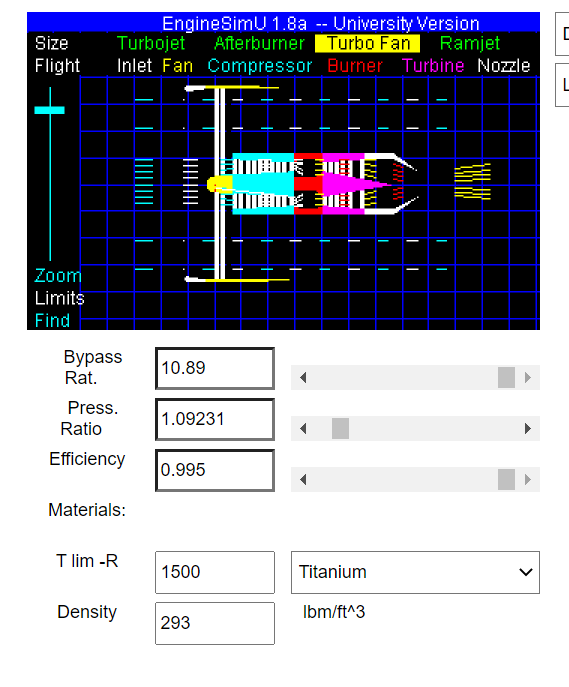 EngineSimU 1.8a -- University Version
Size Turbojet Afterburner Turbo Fan Ramjet
Flight Inlet Fan Compressor Burner Turbine Nozzle
Zoom
Limits
Find
Bypass
Rat.
10.89
Press.
Ratio
1.09231
Efficiency
0.995
Materials:
T lim -R
1500
Titanium
Density
293
lbm/ft^3